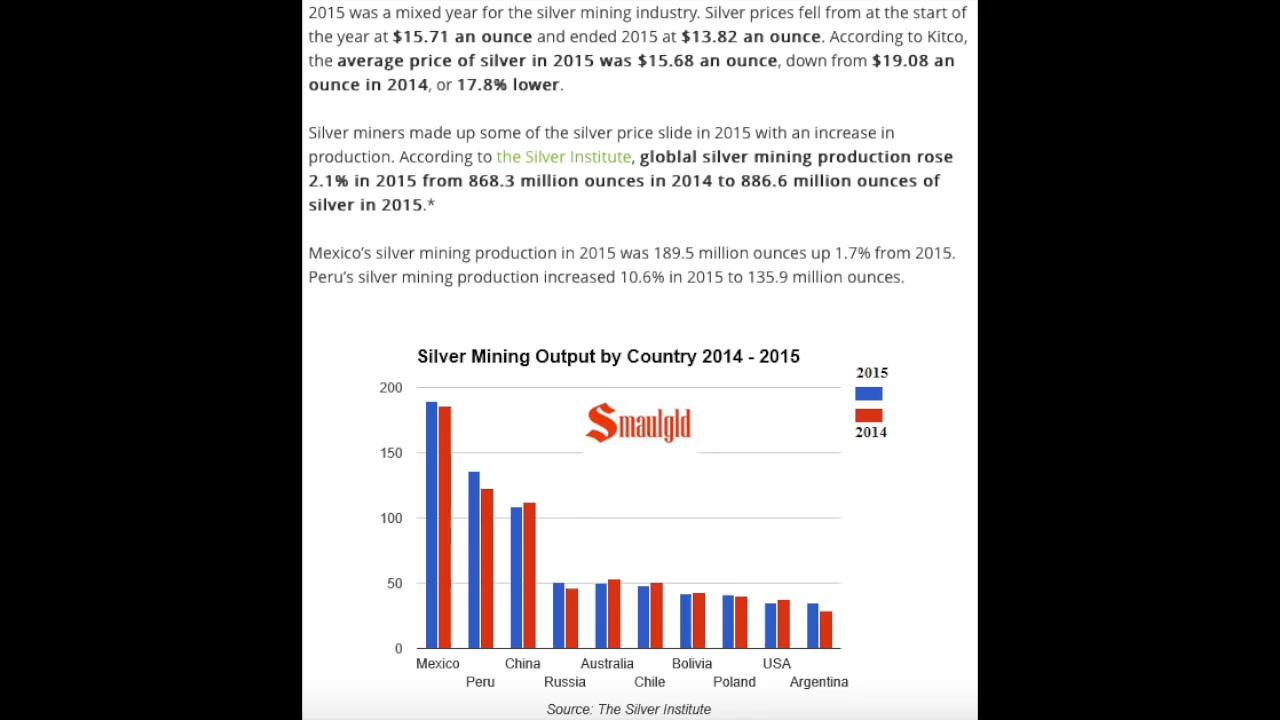 2015 was a mixed year for the silver mining industry. Silver prices fell from at the start of
the year at $15.71 an ounce and ended 2015 at $13.82 an ounce. According to Kitco,
the average price of silver in 2015 was $15.68 an ounce, down from $19.08 an
ounce in 2014, or 17.8% lower.
Silver miners made up some of the silver price slide in 2015 with an increase in
production. According to the Silver Institute, globlal silver mining production rose
2.1% in 2015 from 868.3 million ounces in 2014 to 886.6 million ounces of
silver in 2015.*
Mexico's silver mining production in 2015 was 189.5 million ounces up 1.7% from 2015.
Peru's silver mining production increased 10.6% in 2015 to 135.9 million ounces.
Silver Mining Output by Country 2014 - 2015
2015
2014
Smaulgld
200
150
100
50
0
Mexico China Australia Bolivia USA
Peru Russia Chile Poland Argentina
Source: The Silver Institute